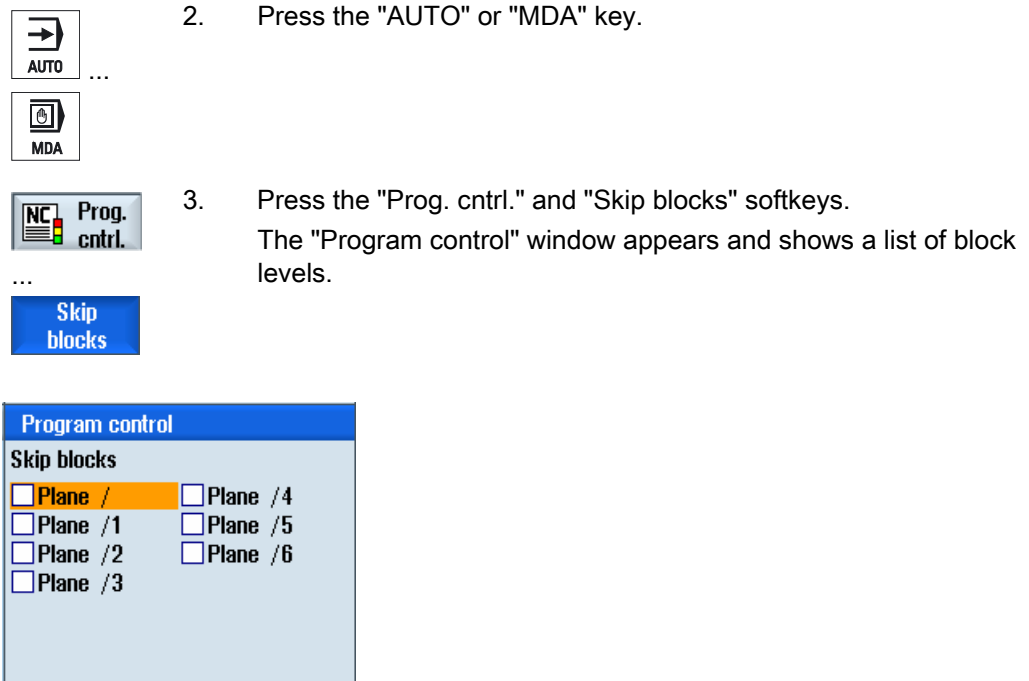 2. Press the "AUTO" or "MDA" key.
AUTO ...
MDA
3. Press the "Prog. cntrl." and "Skip blocks" softkeys.
The "Program control" window appears and shows a list of block
levels.
NC Prog.
cntrl.
...
Skip
blocks
Program control
Skip blocks
Plane / Plane /4
Plane /1 Plane /5
Plane /2 Plane /6
Plane /3